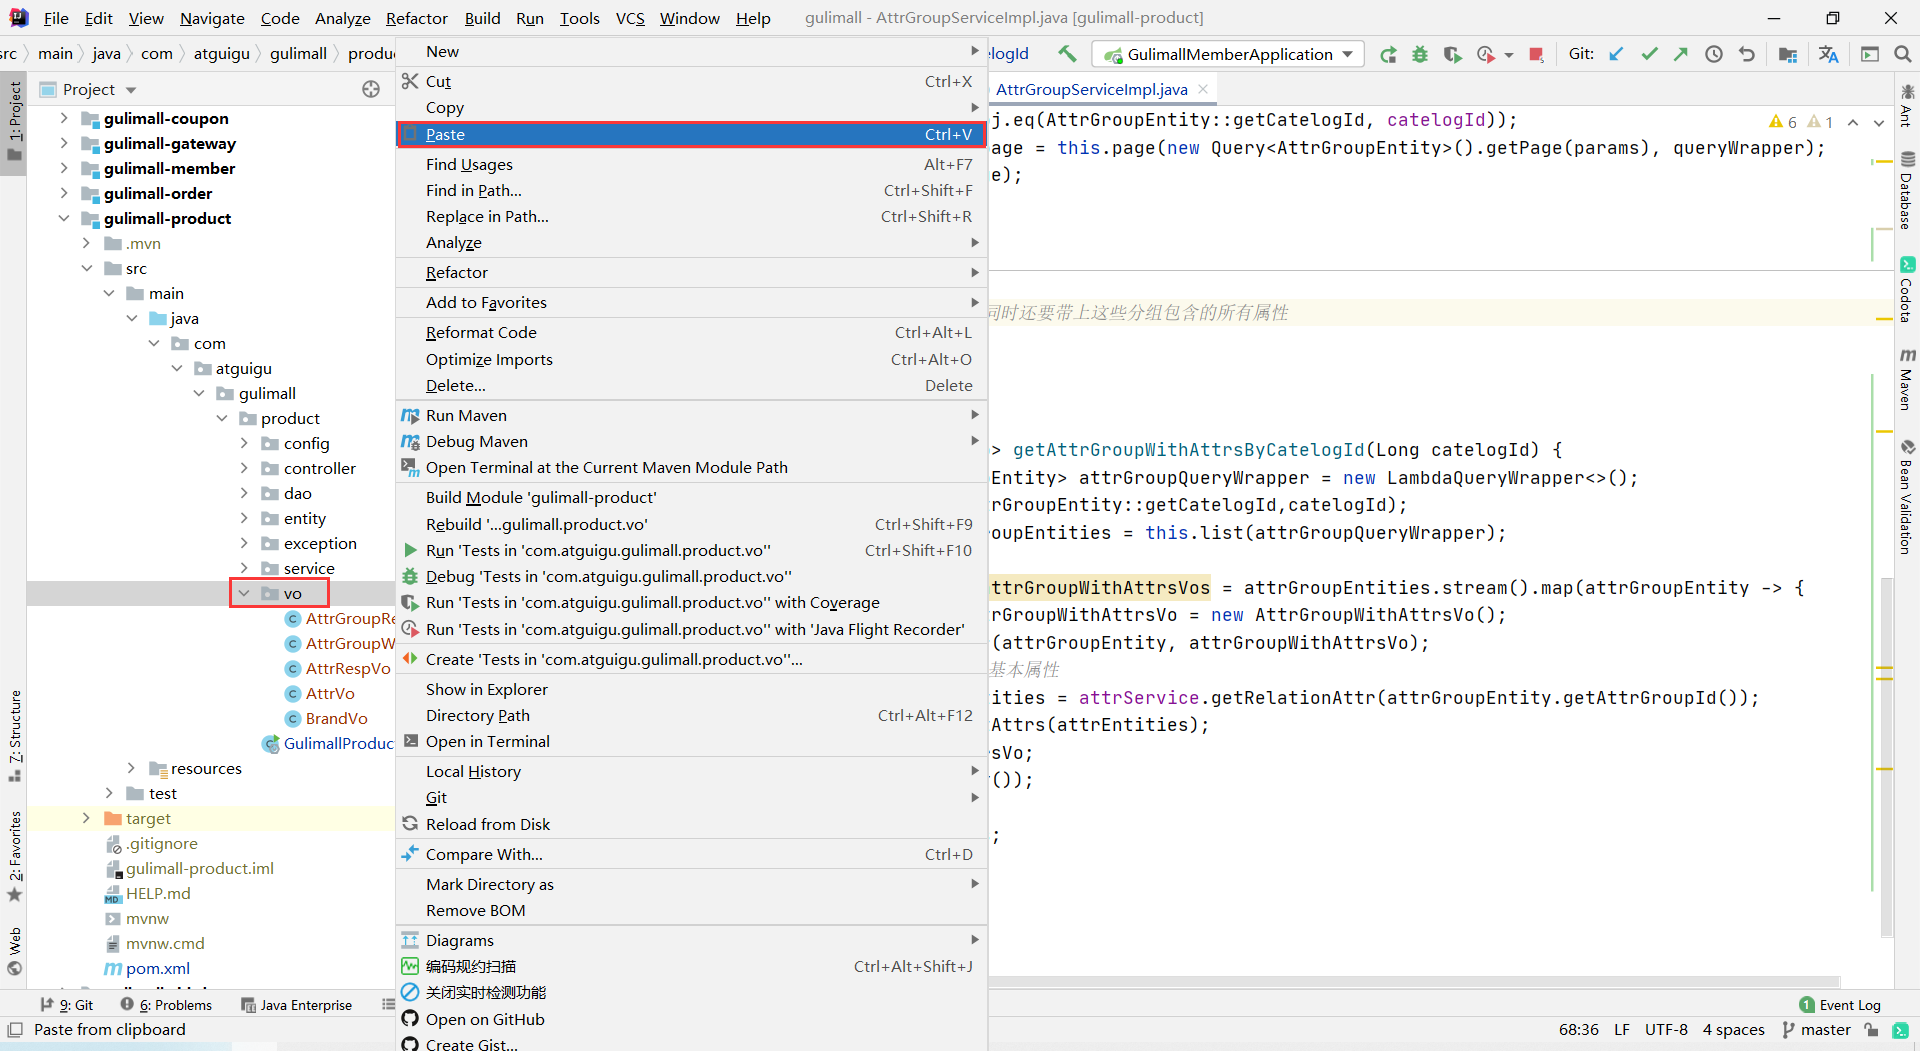 File Edit View Navigate Code Analyze Refactor Build Run Tools VCS Window Help gulimall - AttrGroupServiceImpl.java [gulimall-product]
src main java com atguigu gulimall produc
elogId GulimallMemberApplication Git:
Project
AttrGroupServiceImpl.java
gulimall-coupon
gulimall-gateway
gulimall-member
gulimall-order
gulimall-product
.mvn
src
main
java
com
atguigu
gulimall
product
config
controller
dao
entity
exception
service
vo
AttrGroupRe
AttrGroupW
AttrRespVo
AttrVo
BrandVo
GulimallProduc
resources
test
target
.gitignore
gulimall-product.iml
HELP.md
mvnw
mvnw.cmd
pom.xml
New
Cut Ctrl+X
Copy
Paste Ctrl+V
Find Usages Alt+F7
Find in Path... Ctrl+Shift+F
Replace in Path... Ctrl+Shift+R
Analyze
Refactor
Add to Favorites
Reformat Code Ctrl+Alt+L
Optimize Imports Ctrl+Alt+O
Delete... Delete
Run Maven
Debug Maven
Open Terminal at the Current Maven Module Path
Build Module 'gulimall-product'
Rebuild '...gulimall.product.vo' Ctrl+Shift+F9
Run 'Tests in 'com.atguigu.gulimall.product.vo'' Ctrl+Shift+F10
Debug 'Tests in 'com.atguigu.gulimall.product.vo''
Run 'Tests in 'com.atguigu.gulimall.product.vo'' with Coverage
Run 'Tests in 'com.atguigu.gulimall.product.vo'' with 'Java Flight Recorder'
Create 'Tests in 'com.atguigu.gulimall.product.vo''...
Show in Explorer
Directory Path Ctrl+Alt+F12
Open in Terminal
Local History
Git
Reload from Disk
Compare With... Ctrl+D
Mark Directory as
Remove BOM
Diagrams
编码规约扫描 Ctrl+Alt+Shift+J
关闭实时检测功能
Open on GitHub
Create Gist...
j.eq(AttrGroupEntity::getCatelogId, catelogId));
6 1
age = this.page(new Query<AttrGroupEntity>().getPage(params), queryWrapper);
e);
同时还要带上这些分组包含的所有属性
> getAttrGroupWithAttrsByCatelogId(Long catelogId) {
Entity> attrGroupQueryWrapper = new LambdaQueryWrapper<>();
rGroupEntity::getCatelogId,catelogId);
oupEntities = this.list(attrGroupQueryWrapper);
ttrGroupWithAttrsVos = attrGroupEntities.stream().map(attrGroupEntity -> {
rGroupWithAttrsVo = new AttrGroupWithAttrsVo();
(attrGroupEntity, attrGroupWithAttrsVo);
基本属性
tities = attrService.getRelationAttr(attrGroupEntity.getAttrGroupId());
Attrs(attrEntities);
sVo;
());
;
1: Project
7: Structure
2: Favorites
Web
Ant
Database
Codota
Maven
Bean Validation
9: Git 6: Problems Java Enterprise
1 Event Log
Paste from clipboard
68:36 LF UTF-8 4 spaces master